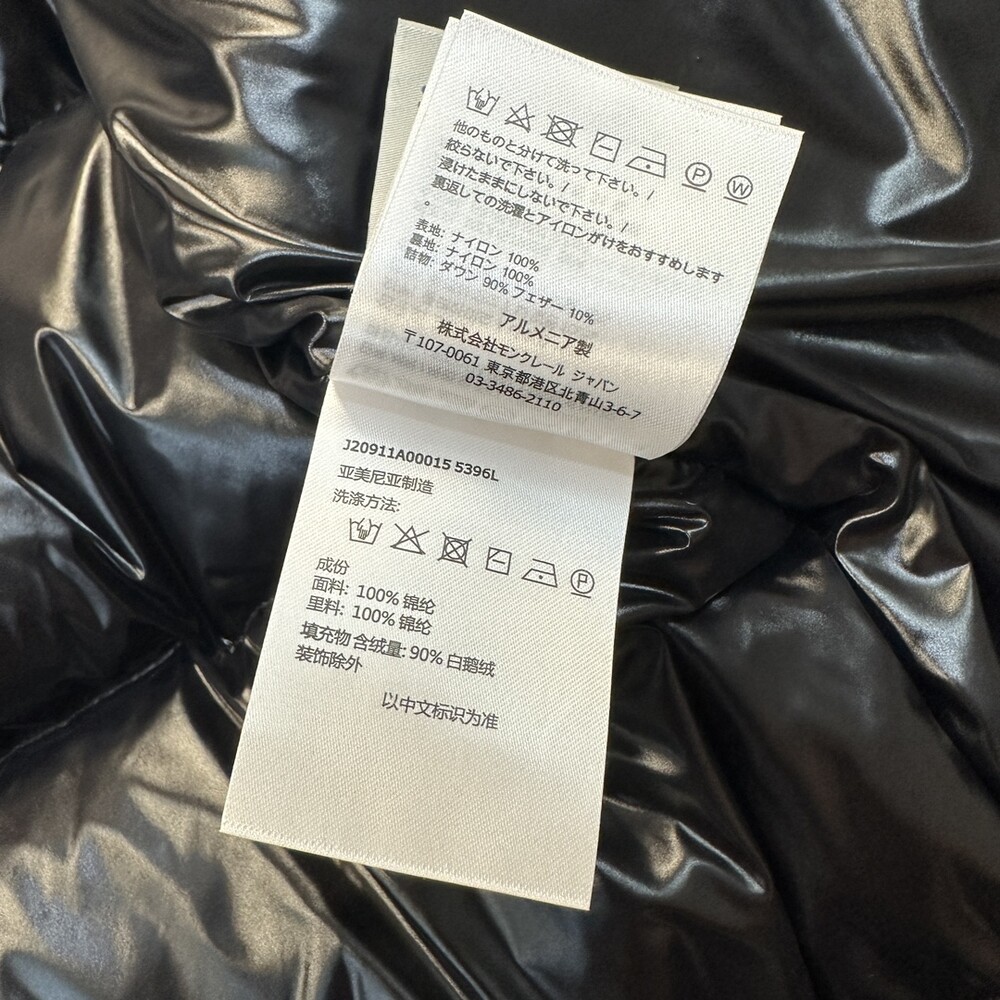 他のものと分けて洗って下さい。/
絞らないで下さい。/
浸けたままにしないで下さい。/
裏返しての洗濯とアイロンがけをおすすめします
。
表地: ナイロン 100%
裏地: ナイロン 100%
詰物: ダウン 90% フェザー 10%
アルメニア製
株式会社モンクレール ジャパン
〒107-0061 東京都港区北青山3-6-7
03-3486-2110
J20911A00015 5396L
亚美尼亚制造
洗涤方法:
成份
面料: 100% 锦纶
里料: 100% 锦纶
填充物 含绒量: 90% 白鹅绒
装饰除外
以中文标识为准